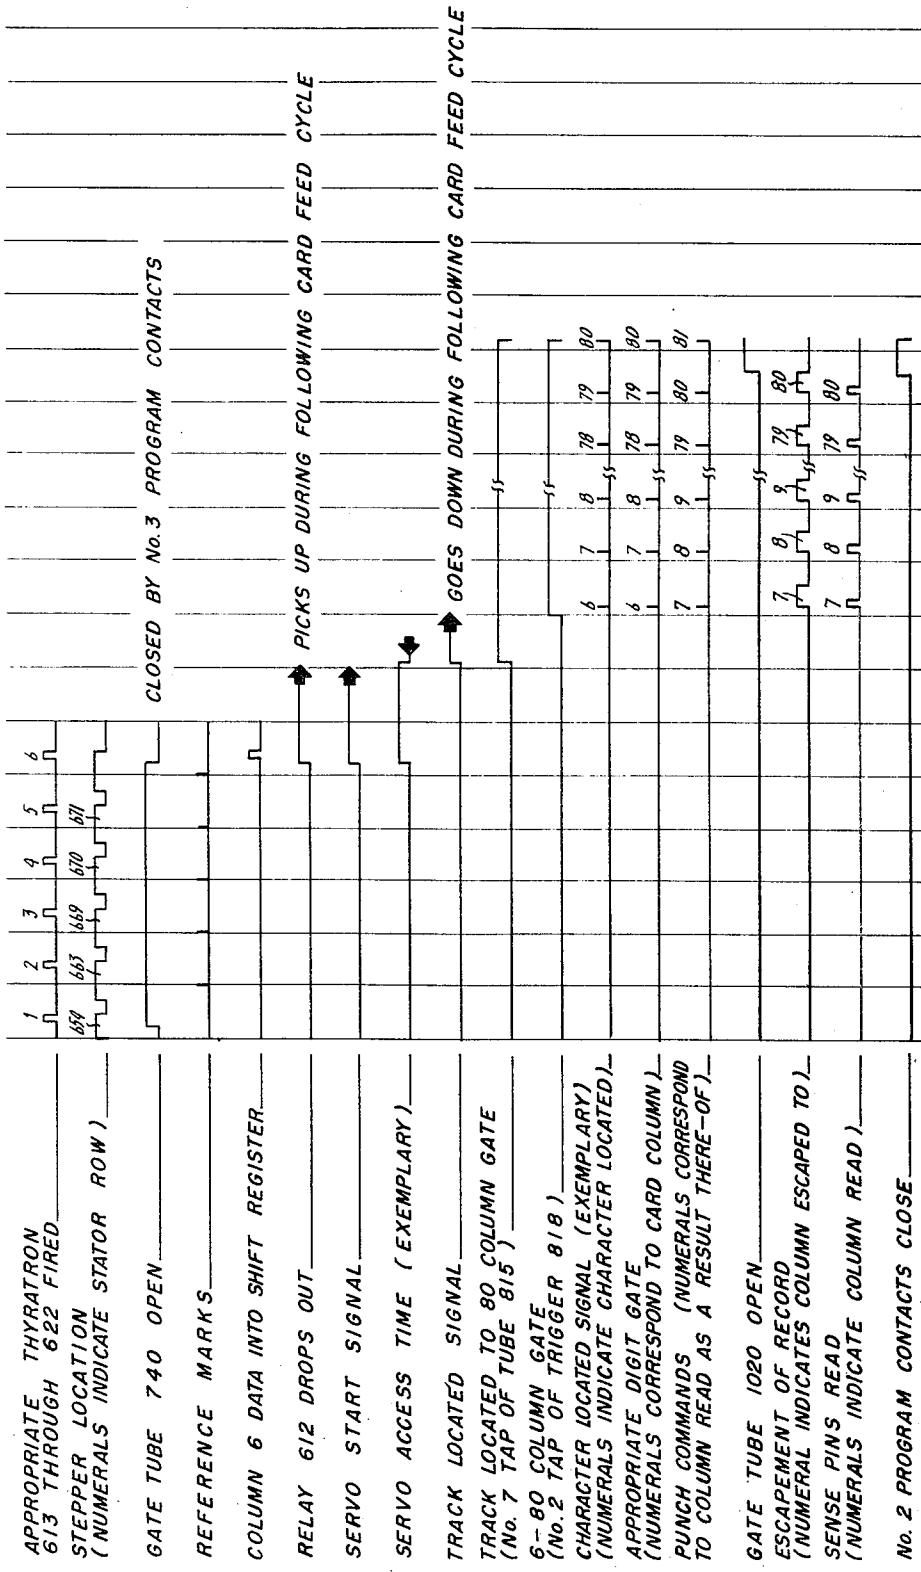 APPROPRIATE THYRATRON
613 THROUGH 622 FIRED
1 2 3 4 5 6
STEPPER LOCATION
(NUMERALS INDICATE STATOR ROW)
654 663 669 670 671
GATE TUBE 740 OPEN
CLOSED BY No.3 PROGRAM CONTACTS
REFERENCE MARKS
COLUMN 6 DATA INTO SHIFT REGISTER
RELAY 612 DROPS OUT
PICKS UP DURING FOLLOWING CARD FEED CYCLE
SERVO START SIGNAL
SERVO ACCESS TIME (EXEMPLARY)
TRACK LOCATED SIGNAL
GOES DOWN DURING FOLLOWING CARD FEED CYCLE
TRACK LOCATED TO 80 COLUMN GATE
(No. 7 TAP OF TUBE 815)
6-80 COLUMN GATE
(No.2 TAP OF TRIGGER 818)
CHARACTER LOCATED SIGNAL (EXEMPLARY)
(NUMERALS INDICATE CHARACTER LOCATED)
6 7 8 78 79 80
APPROPRIATE DIGIT GATE
(NUMERALS CORRESPOND TO CARD COLUMN)
6 7 8 78 79 80
PUNCH COMMANDS (NUMERALS CORRESPOND
TO COLUMN READ AS A RESULT THERE-OF)
7 8 9 79 80 81
GATE TUBE 1020 OPEN
ESCAPEMENT OF RECORD
(NUMERAL INDICATES COLUMN ESCAPED TO)
7 8 9 79 80
SENSE PINS READ
(NUMERALS INDICATE COLUMN READ)
7 8 9 79 80
No. 2 PROGRAM CONTACTS CLOSE